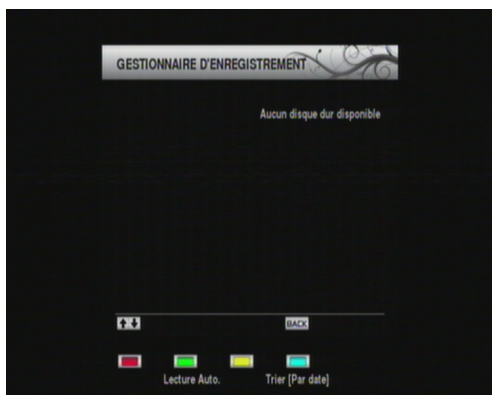 GESTIONNAIRE D'ENREGISTREMENT
Aucun disque dur disponible
BACK
Lecture Auto.
Trier [Par date]